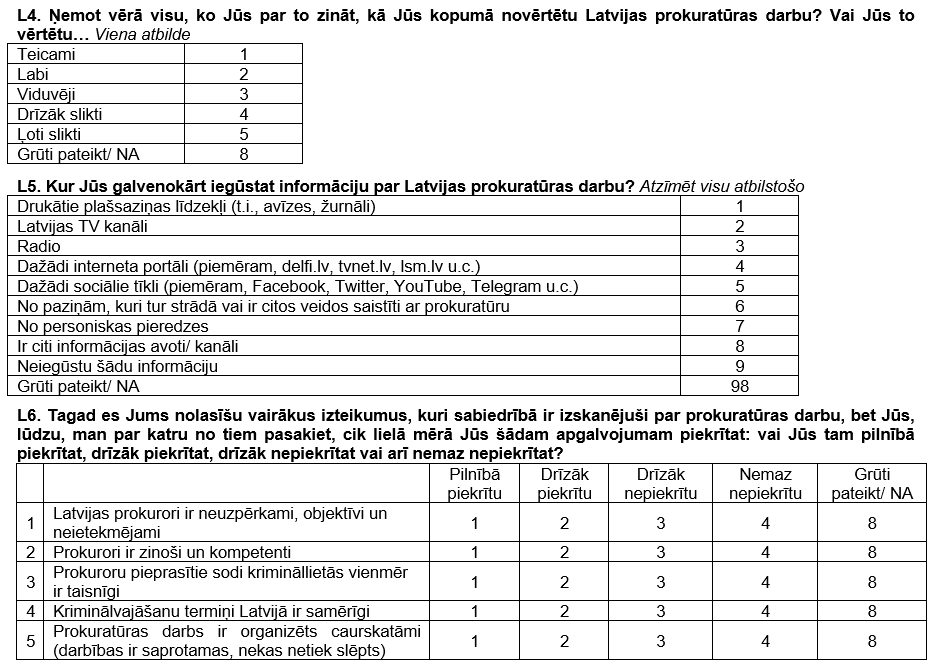 L4. Ņemot vērā visu, ko Jūs par to zināt, kā Jūs kopumā novērtētu Latvijas prokuratūras darbu? Vai Jūs to
vērtētu… Viena atbilde
Teicami 1
Labi 2
Viduvēji 3
Drīzāk slikti 4
Ļoti slikti 5
Grūti pateikt/ NA 8
L5. Kur Jūs galvenokārt iegūstat informāciju par Latvijas prokuratūras darbu? Atzīmēt visu atbilstošo
Drukātie plašsaziņas līdzekļi (t.i., avīzes, žurnāli) 1
Latvijas TV kanāli 2
Radio 3
Dažādi interneta portāli (piemēram, delfi.lv, tvnet.lv, lsm.lv u.c.) 4
Dažādi sociālie tīkli (piemēram, Facebook, Twitter, YouTube, Telegram u.c.) 5
No paziņām, kuri tur strādā vai ir citos veidos saistīti ar prokuratūru 6
No personiskas pieredzes 7
Ir citi informācijas avoti/ kanāli 8
Neiegūstu šādu informāciju 9
Grūti pateikt/ NA 98
L6. Tagad es Jums nolasīšu vairākus izteikumus, kuri sabiedrībā ir izskanējuši par prokuratūras darbu, bet Jūs,
lūdzu, man par katru no tiem pasakiet, cik lielā mērā Jūs šādam apgalvojumam piekrītat: vai Jūs tam pilnībā
piekrītat, drīzāk piekrītat, drīzāk nepiekrītat vai arī nemaz nepiekrītat?
Pilnībā Drīzāk Drīzāk Nemaz Grūti
piekrītu piekrītu nepiekrītu nepiekrītu pateikt/ NA
Latvijas prokurori ir neuzpērkami, objektīvi un
1 neietekmējami 1 2 3 4 8
2 Prokurori ir zinoši un kompetenti 1 2 3 4 8
Prokuroru pieprasītie sodi krimināllietās vienmēr
3 ir taisnīgi 1 2 3 4 8
4 Kriminālvajāšanu termiņi Latvijā ir samērīgi 1 2 3 4 8
Prokuratūras darbs ir organizēts caurskatāmi
5 (darbības ir saprotamas, nekas netiek slēpts) 1 2 3 4 8